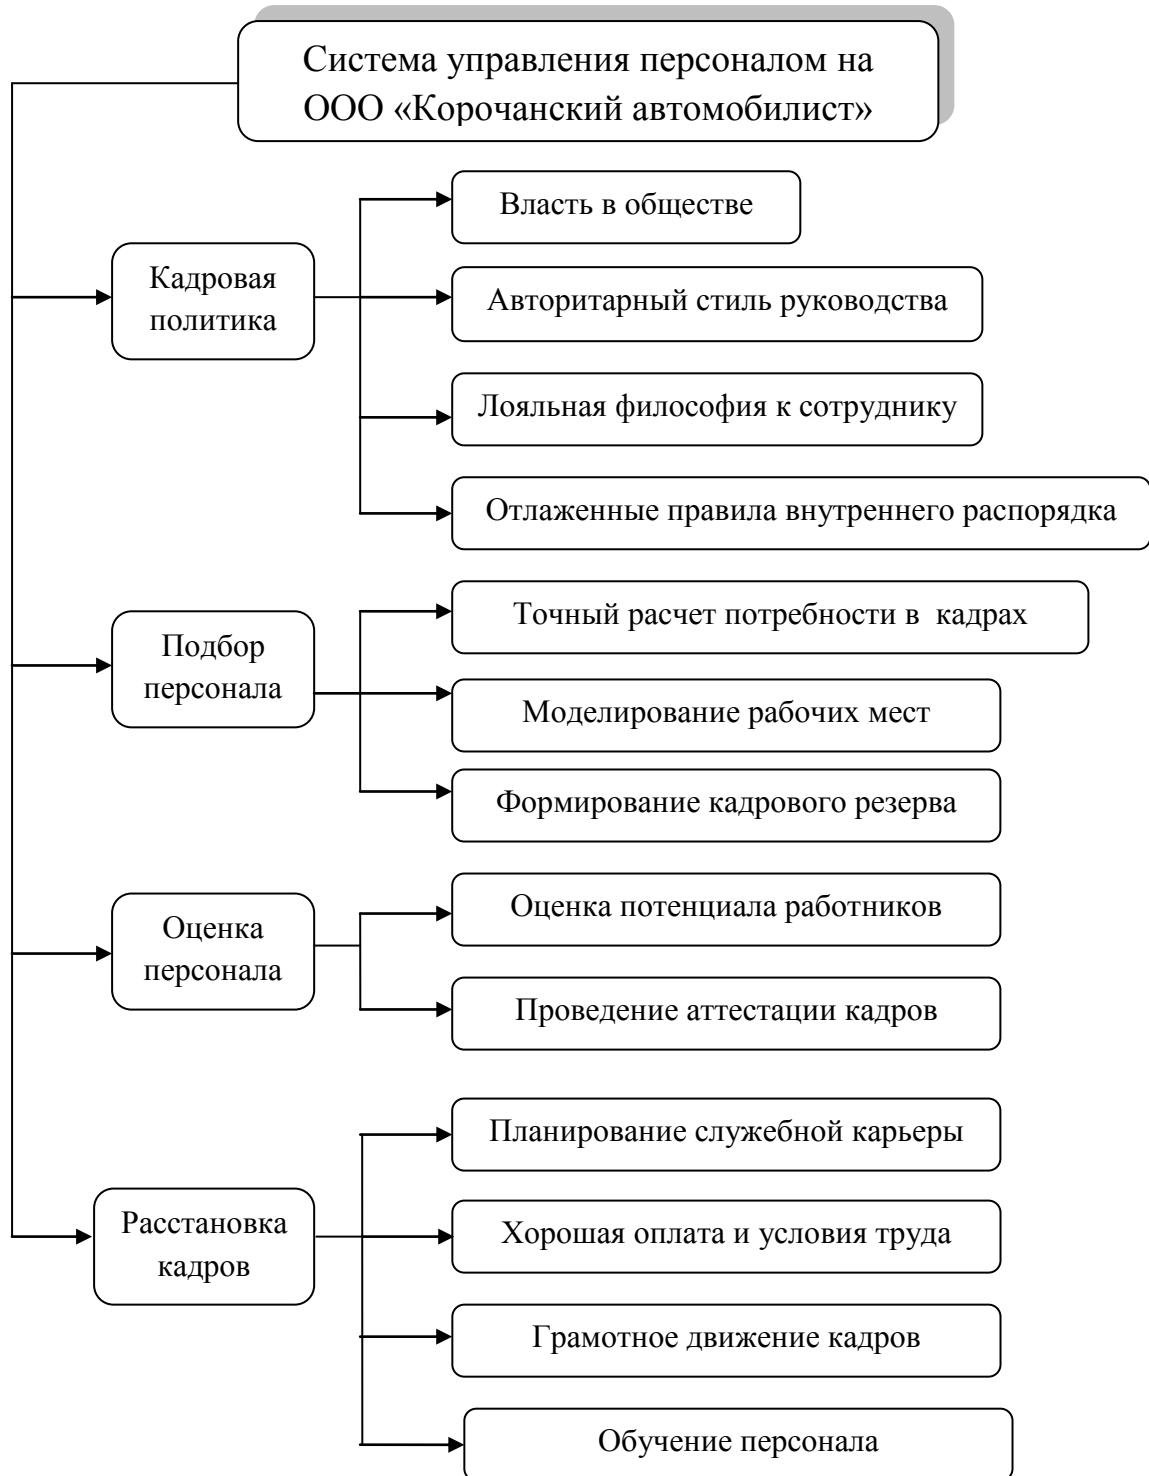 Система управления персоналом на
ООО «Корочанский автомобилист»
Власть в обществе
Кадровая
политика
Авторитарный стиль руководства
Лояльная философия к сотруднику
Отлаженные правила внутреннего распорядка
Точный расчет потребности в кадрах
Подбор
персонала
Моделирование рабочих мест
Формирование кадрового резерва
Оценка потенциала работников
Оценка
персонала
Проведение аттестации кадров
Планирование служебной карьеры
Расстановка
кадров
Хорошая оплата и условия труда
Грамотное движение кадров
Обучение персонала